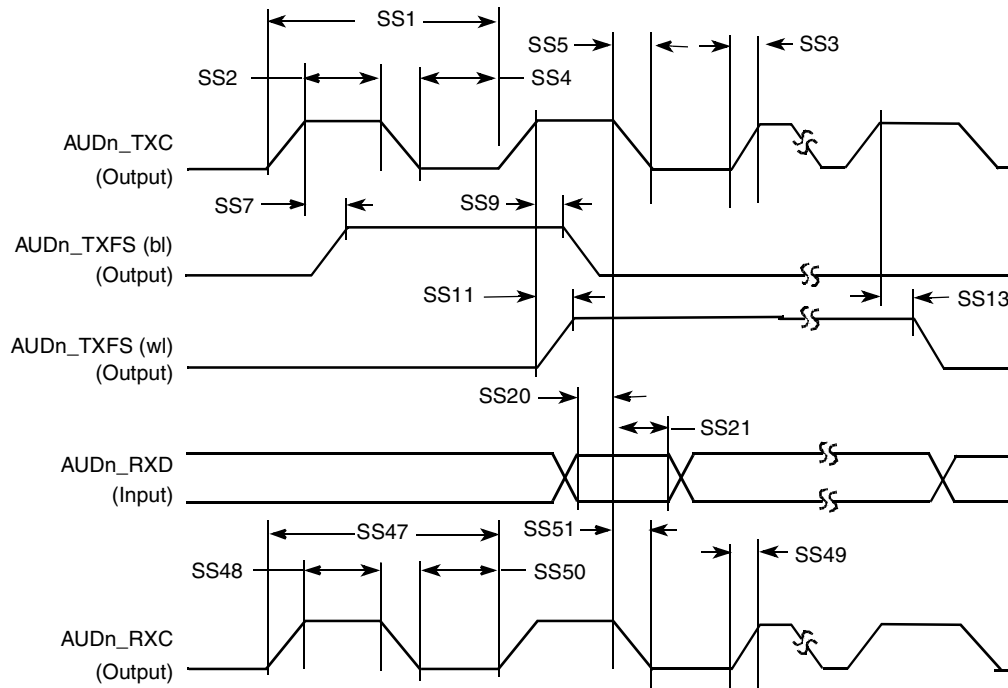 SS1
SS5
SS3
SS2
SS4
AUDn_TXC
(Output)
SS7
SS9
AUDn_TXFS (bl)
(Output)
SS11
SS13
AUDn_TXFS (wl)
(Output)
SS20
SS21
AUDn_RXD
(Input)
SS47
SS51
SS49
SS48
SS50
AUDn_RXC
(Output)